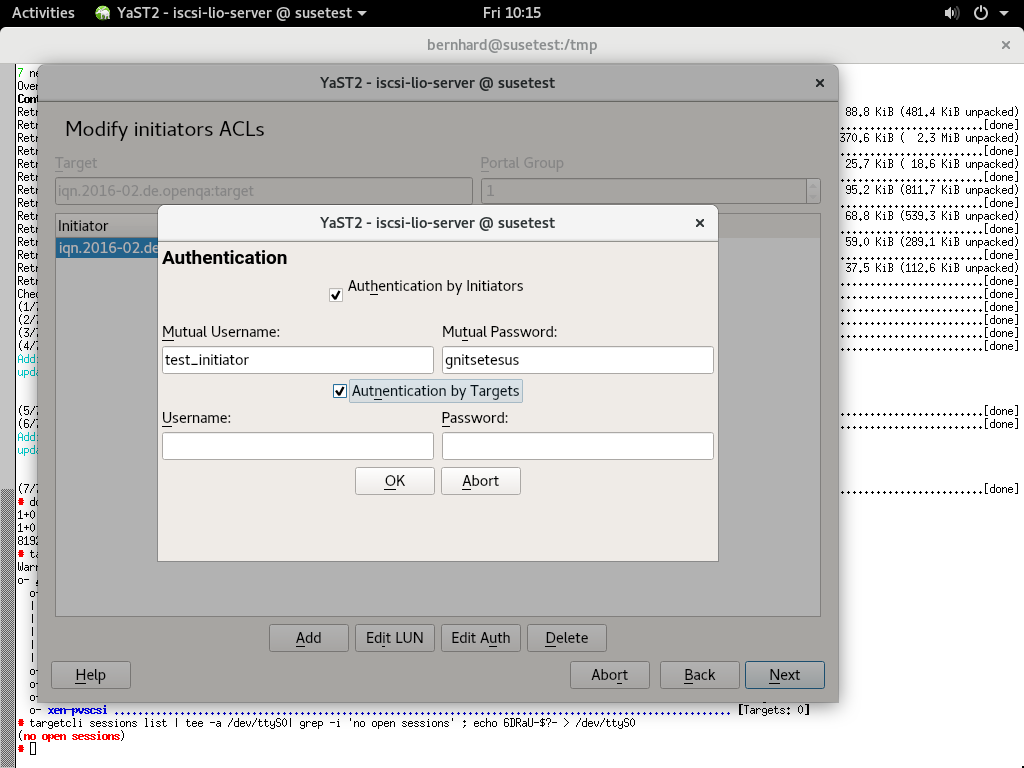 Activities YaST2 - iscsi-lio-server @ susetest Fri 10:15
bernhard@susetest:/tmp
YaST2 - iscsi-lio-server @ susetest
Modify initiators ACLs
Target Portal Group
iqn.2016-02.de.openqa:target 1
Initiator
iqn.2016-02.de
YaST2 - iscsi-lio-server @ susetest
Authentication
Authentication by Initiators
Mutual Username: Mutual Password:
test_initiator gnitsetesus
Autnentication by Targets
Username: Password:
OK Abort
Add Edit LUN Edit Auth Delete
Help Abort Back Next
7 ne
Over
Cont
Retr 88.8 KiB (481.4 KiB unpacked)
Retr [done]
Retr 370.6 KiB ( 2.3 MiB unpacked)
Retr [done]
Retr 25.7 KiB ( 18.6 KiB unpacked)
Retr [done]
Retr 95.2 KiB (811.7 KiB unpacked)
Retr [done]
Retr 68.8 KiB (539.3 KiB unpacked)
Retr [done]
Retr 59.0 KiB (289.1 KiB unpacked)
Retr [done]
Retr 37.5 KiB (112.6 KiB unpacked)
Retr [done]
Chec [done]
(1/7 [done]
(2/7 [done]
(3/7 [done]
(4/7 [done]
Addi
upda
(5/7 [done]
(6/7 [done]
Addi
upda
(7/7 [done]
# dd
1+0
1+0
8192
# ta
Warn
o- xen-pvscsi [Targets: 0]
# targetcli sessions list | tee -a /dev/ttyS0| grep -i 'no open sessions' ; echo 6DRaU-$?- > /dev/ttyS0
(no open sessions)
#